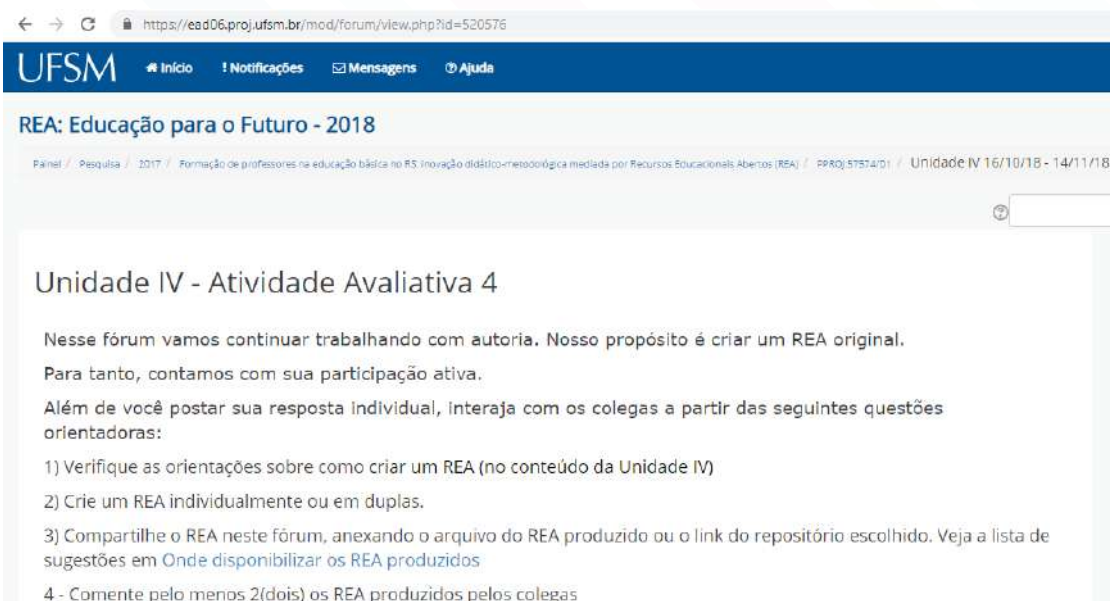 https://ead06.proj.ufsm.br/mod/forum/view.php?id=520576
UFSM Início ! Notificações Mensagens Ajuda
REA: Educação para o Futuro - 2018
Painel / Pesquisa / 2017 / Formação de professores na educação básica no RS: inovação didático-metodológica mediada por Recursos Educacionais Abertos (REA) / PPROJ.57574/D1 / Unidade IV 16/10/18 - 14/11/18
Unidade IV - Atividade Avaliativa 4
Nesse fórum vamos continuar trabalhando com autoria. Nosso propósito é criar um REA original.
Para tanto, contamos com sua participação ativa.
Além de você postar sua resposta individual, interaja com os colegas a partir das seguintes questões
orientadoras:
1) Verifique as orientações sobre como criar um REA (no conteúdo da Unidade IV)
2) Crie um REA individualmente ou em duplas.
3) Compartilhe o REA neste fórum, anexando o arquivo do REA produzido ou o link do repositório escolhido. Veja a lista de
sugestões em Onde disponibilizar os REA produzidos
4 - Comente pelo menos 2(dois) os REA produzidos pelos colegas